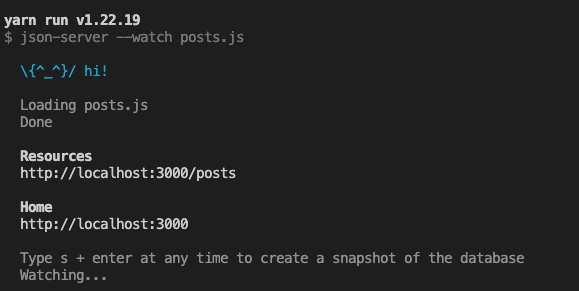 yarn run v1.22.19
$ json-server --watch posts.js
\{^_^}/ hi!
Loading posts.js
Done
Resources
http://localhost:3000/posts
Home
http://localhost:3000
Type s + enter at any time to create a snapshot of the database
Watching...